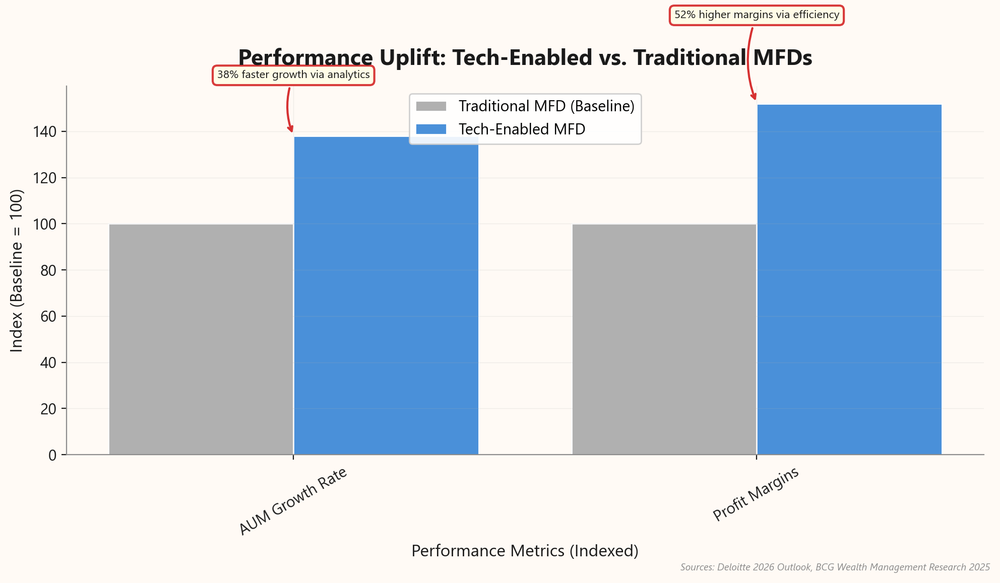 52% higher margins via efficiency
Performance Uplift: Tech-Enabled vs. Traditional MFDs
38% faster growth via analytics
Traditional MFD (Baseline)
Tech-Enabled MFD
Index (Baseline = 100)
140
120
100
80
60
40
20
0
AUM Growth Rate
Profit Margins
Performance Metrics (Indexed)
Sources: Deloitte 2026 Outlook, BCG Wealth Management Research 2025